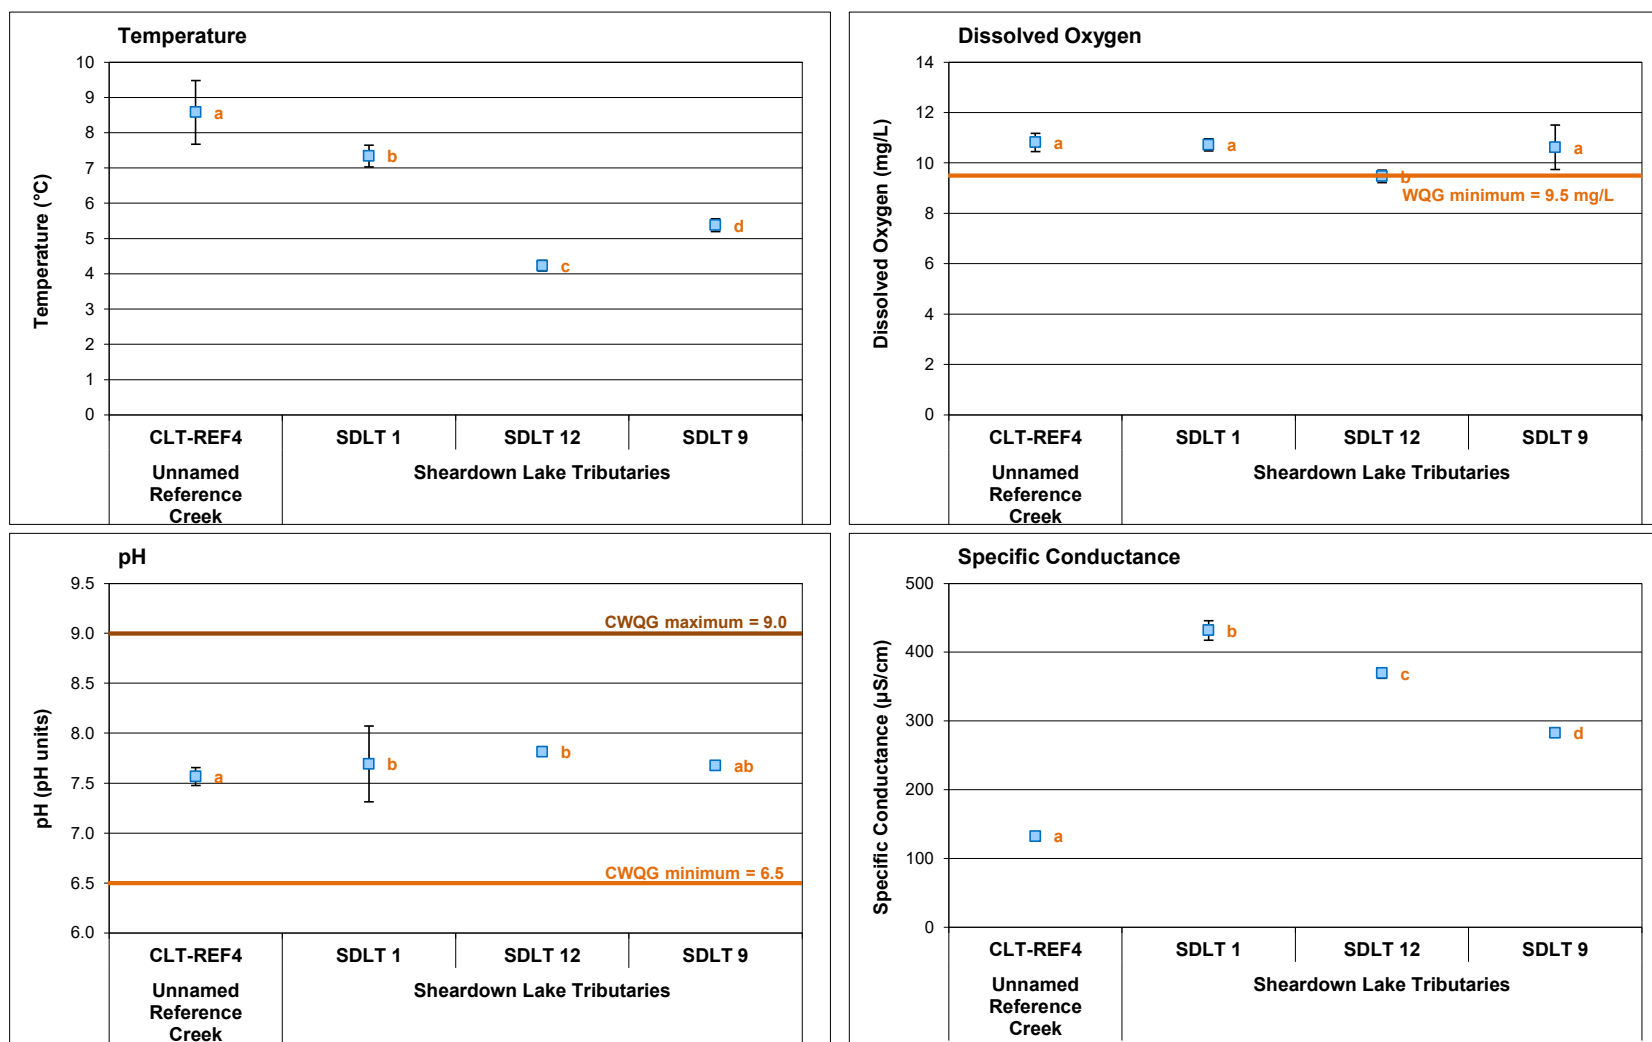 Temperature
Temperature (°C)
10
9
8
7
6
5
4
3
2
1
0
a
b
c
d
CLT-REF4
SDLT 1
SDLT 12
SDLT 9
Unnamed
Reference
Creek
Sheardown Lake Tributaries
Dissolved Oxygen
Dissolved Oxygen (mg/L)
14
12
10
8
6
4
2
0
a
a
b
a
WQG minimum = 9.5 mg/L
CLT-REF4
SDLT 1
SDLT 12
SDLT 9
Unnamed
Reference
Creek
Sheardown Lake Tributaries
pH
pH (pH units)
9.5
9.0
8.5
8.0
7.5
7.0
6.5
6.0
CWQG maximum = 9.0
a
b
b
ab
CWQG minimum = 6.5
CLT-REF4
SDLT 1
SDLT 12
SDLT 9
Unnamed
Reference
Creek
Sheardown Lake Tributaries
Specific Conductance
Specific Conductance (µS/cm)
500
400
300
200
100
0
a
b
c
d
CLT-REF4
SDLT 1
SDLT 12
SDLT 9
Unnamed
Reference
Creek
Sheardown Lake Tributaries